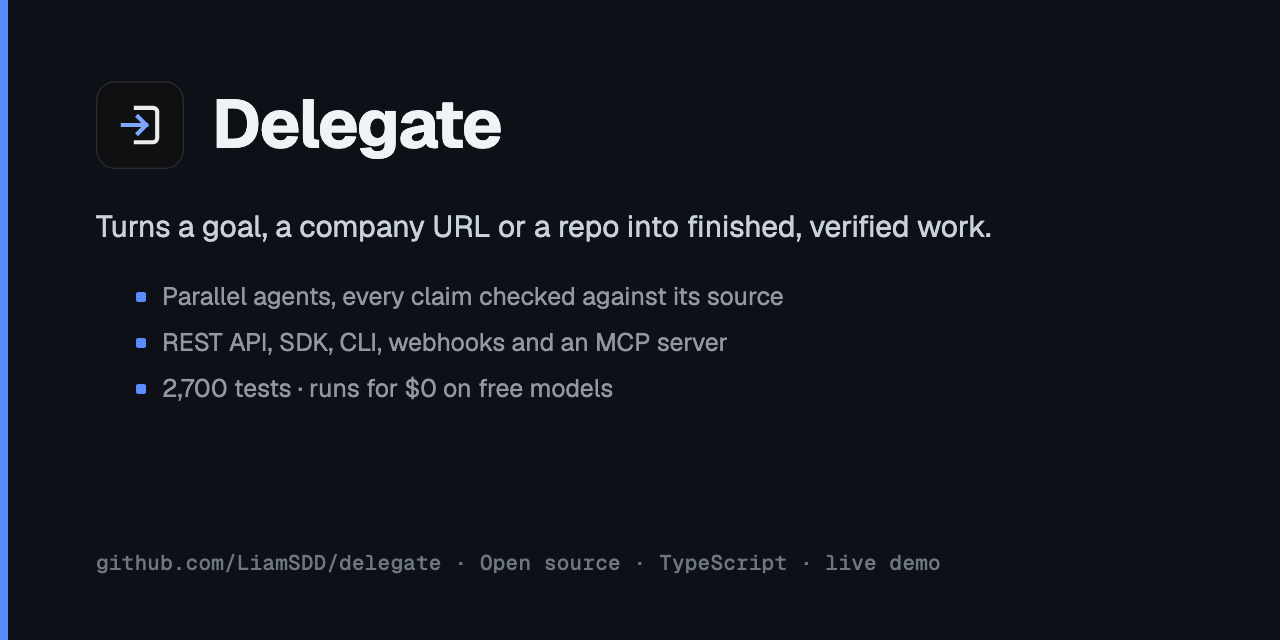 Delegate
Turns a goal, a company URL or a repo into finished, verified work.
Parallel agents, every claim checked against its source
REST API, SDK, CLI, webhooks and an MCP server
2,700 tests · runs for $0 on free models
github.com/LiamSDD/delegate · Open source · TypeScript · live demo